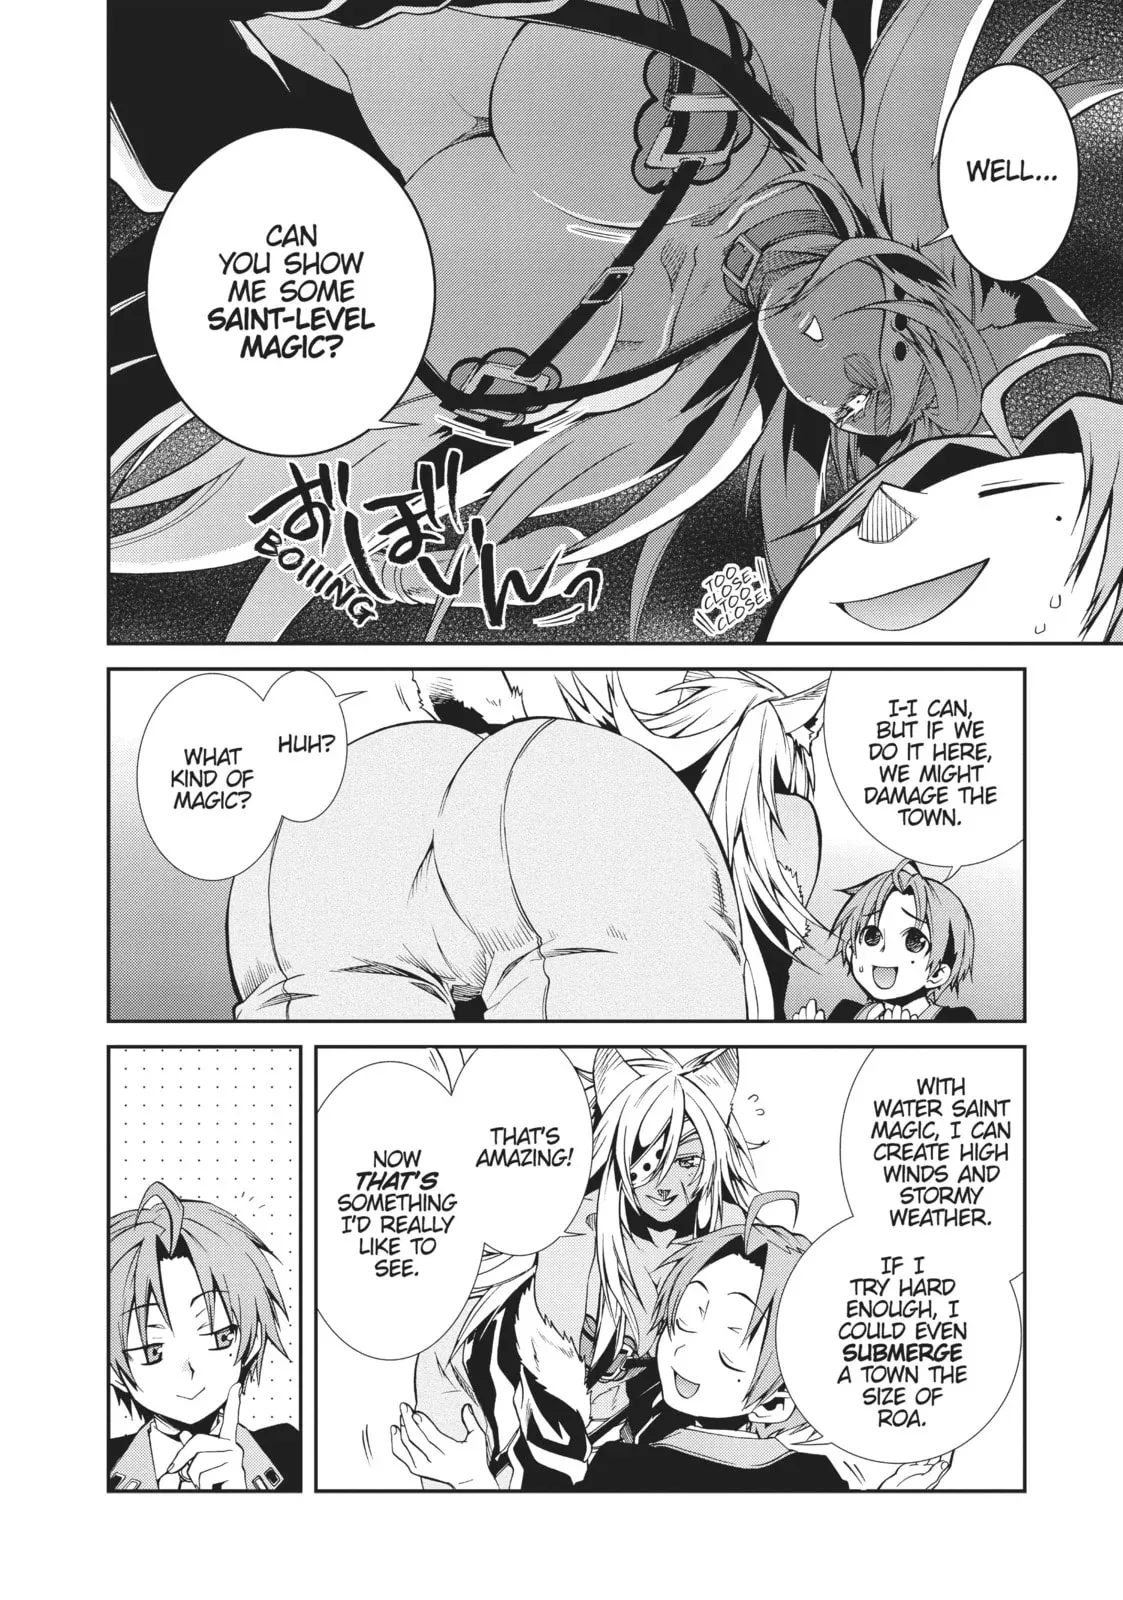 WELL...
CAN
YOU SHOW
ME SOME
SAINT-LEVEL
MAGIC?
おぼんっ
BOIIING
TOO
CLOSE.
TOO
CLOSE!
I-I CAN,
BUT IF WE
DO IT HERE,
WE MIGHT
DAMAGE THE
TOWN.
HUH?
WHAT
KIND OF
MAGIC?
WITH
WATER SAINT
MAGIC, I CAN
CREATE HIGH
WINDS AND
STORMY
WEATHER.
IF I
TRY HARD
ENOUGH, I
COULD EVEN
SUBMERGE
A TOWN THE
SIZE OF
ROA.
THAT'S
AMAZING!
NOW
THAT'S
SOMETHING
I'D REALLY
LIKE TO
SEE.